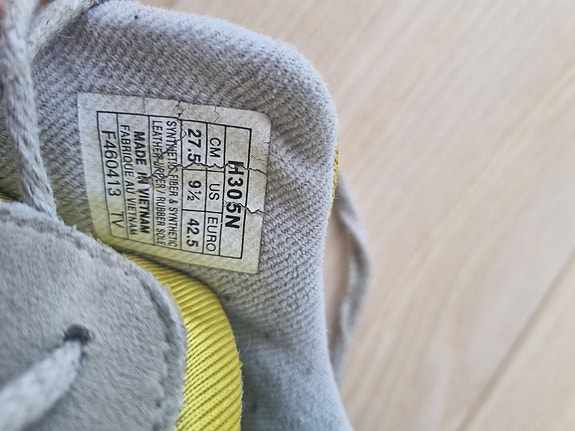 H305N
CM US EURO
27.5 9½ 42.5
SYNTHETIC FIBER & SYNTHETIC
LEATHER UPPER / RUBBER SOLE
MADE IN VIETNAM
FABRIQUE AU VIETNAM
F460413 TV